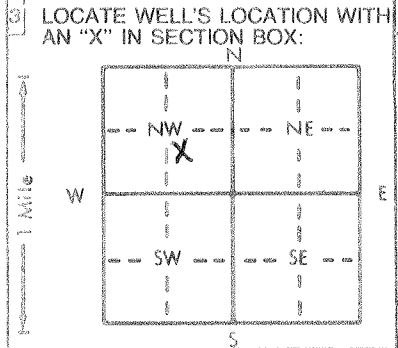 3 LOCATE WELL'S LOCATION WITH
AN "X" IN SECTION BOX:
N
NW NE
X
1 Mile W E
SW SE
S